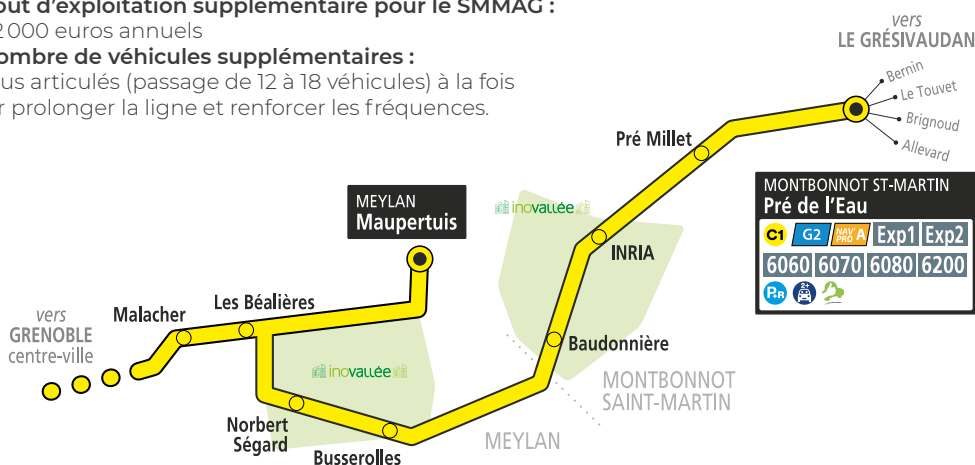 out d'exploitation supplémentaire pour le SMMAG :
2 000 euros annuels
ombre de véhicules supplémentaires :
us articulés (passage de 12 à 18 véhicules) à la fois
r prolonger la ligne et renforcer les fréquences.
vers
LE GRÉSIVAUDAN
Bernin
Le Touvet
Brignoud
Allevard
Pré Millet
MONTBONNOT ST-MARTIN
Pré de l'Eau
C1 G2 NAV' PRO A Exp1 Exp2
6060 6070 6080 6200
P+R 2+
MEYLAN
Maupertuis
inovallée
INRIA
Les Béalières
Malacher
vers
GRENOBLE
centre-ville
Baudonnière
inovallée
MONTBONNOT
SAINT-MARTIN
Norbert
Ségard
Busserolles
MEYLAN